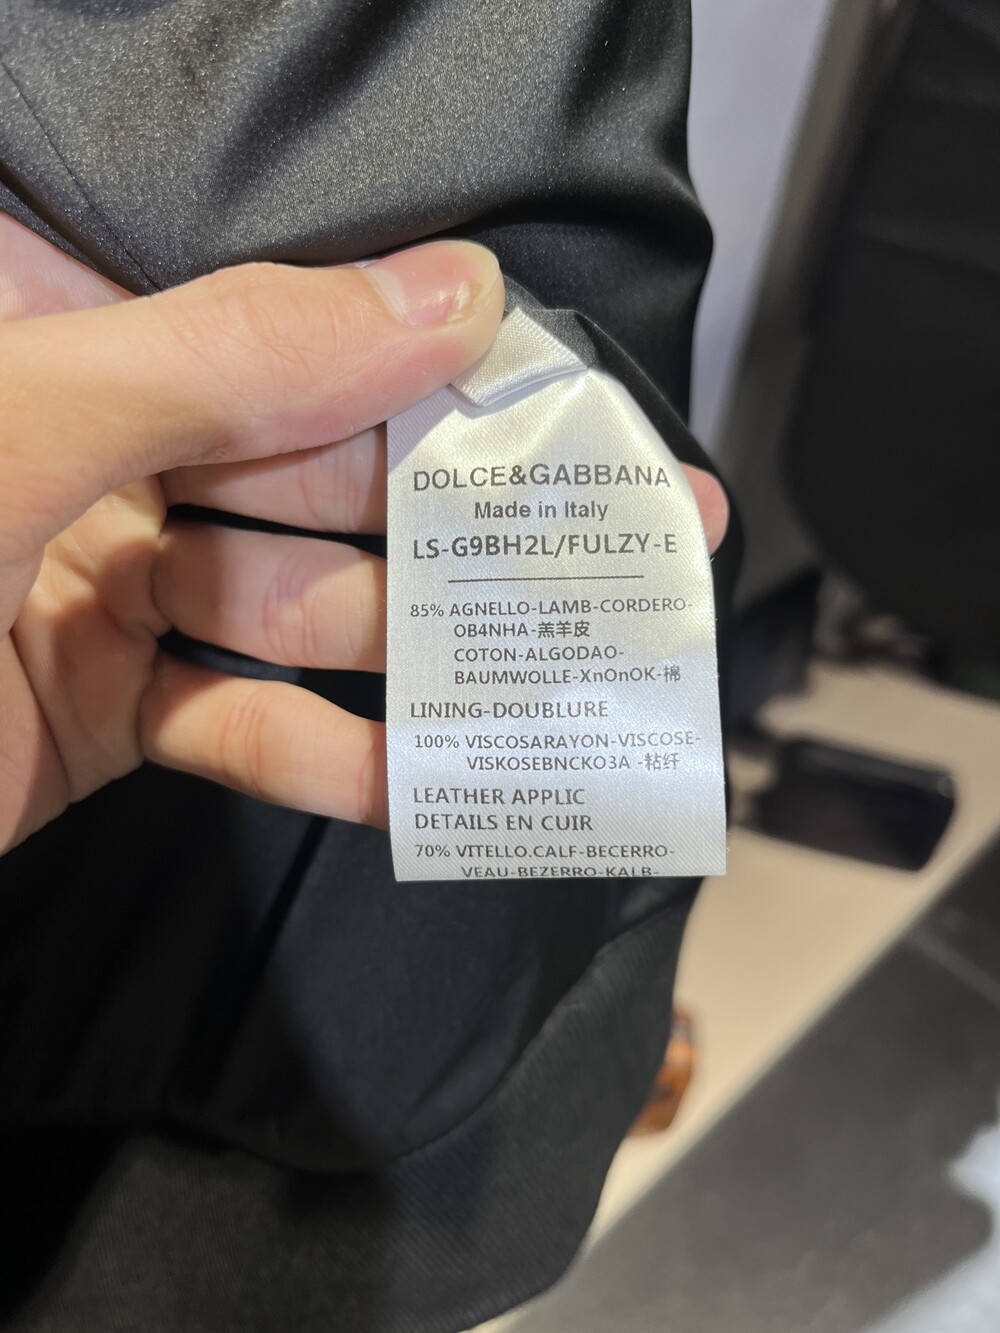 DOLCE&GABBANA
Made in Italy
LS-G9BH2L/FULZY-E
85% AGNELLO-LAMB-CORDERO-
OB4NHA-羔羊皮
COTON-ALGODAO-
BAUMWOLLE-XnOnOK-棉
LINING-DOUBLURE
100% VISCOSARAYON-VISCOSE-
VISKOSEBNCKO3A -粘纤
LEATHER APPLIC
DETAILS EN CUIR
70% VITELLO.CALF-BECERRO-
VEAU-BEZERRO-KALB-